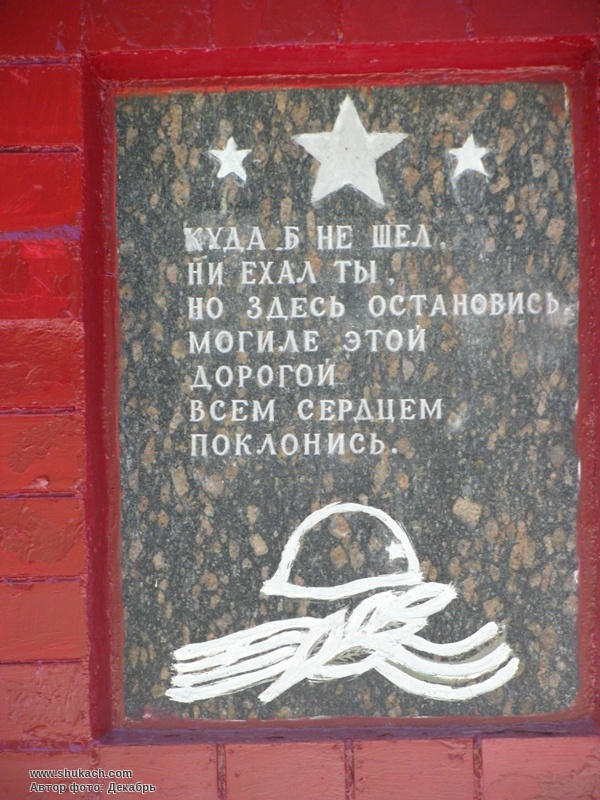 КУДА Б НЕ ШЕЛ,
НИ ЕХАЛ ТЫ,
НО ЗДЕСЬ ОСТАНОВИСЬ,
МОГИЛЕ ЭТОЙ
ДОРОГОЙ
ВСЕМ СЕРДЦЕМ
ПОКЛОНИСЬ.
www.shukach.com
Автор фото: Декабрь